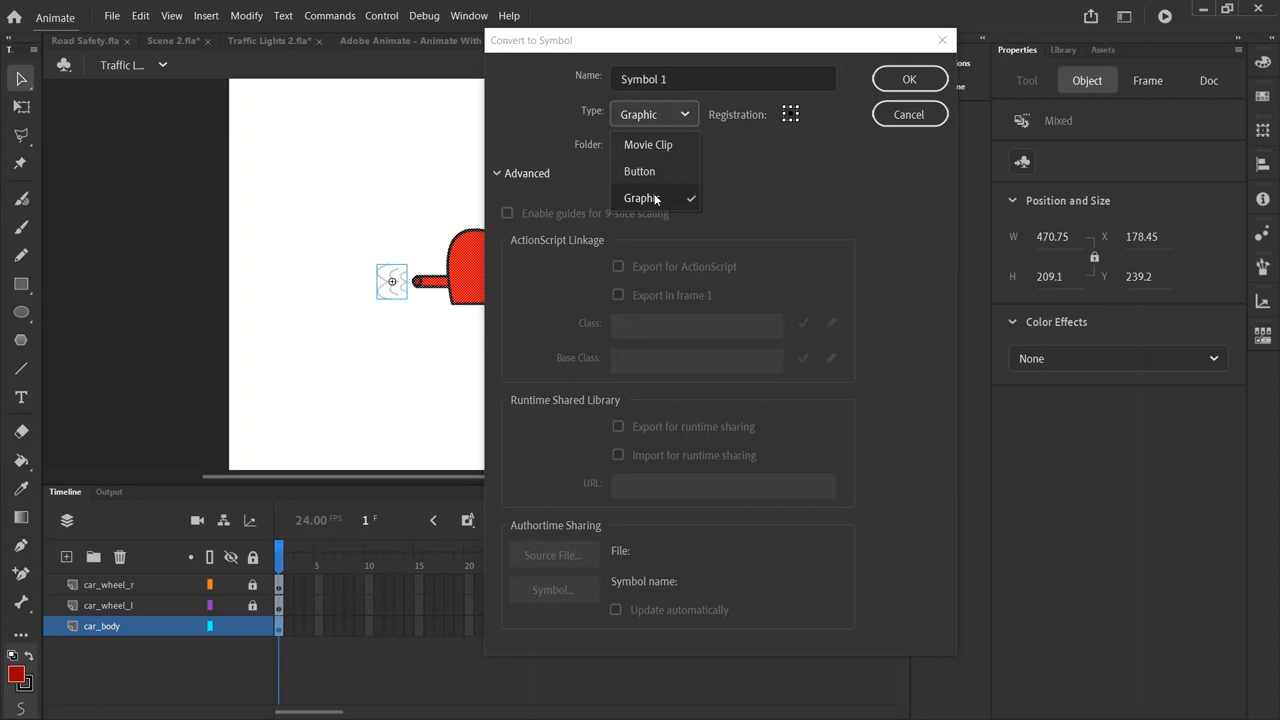 Animate File Edit View Insert Modify Text Commands Control Debug Window Help
Road Safety.fla × Scene 2.fla* × Traffic Lights 2.fla* × Adobe Animate - Animate With
Traffic L...
Convert to Symbol
Name: Symbol 1 OK
Type: Graphic Registration: Cancel
Folder: Movie Clip
Button
Graphic
Advanced
Enable guides for 9-slice scaling
ActionScript Linkage
Export for ActionScript
Export in frame 1
Class:
Base Class:
Runtime Shared Library
Export for runtime sharing
Import for runtime sharing
URL:
Authortime Sharing
Source File... File:
Symbol name:
Symbol...
Update automatically
Properties Library Assets
Tool Object Frame Doc
Mixed
Position and Size
W 470.75 X 178.45
H 209.1 Y 239.2
Color Effects
None
Timeline Output
24.00 FPS 1 F
5 10 15 20
car_wheel_r
car_wheel_l
car_body